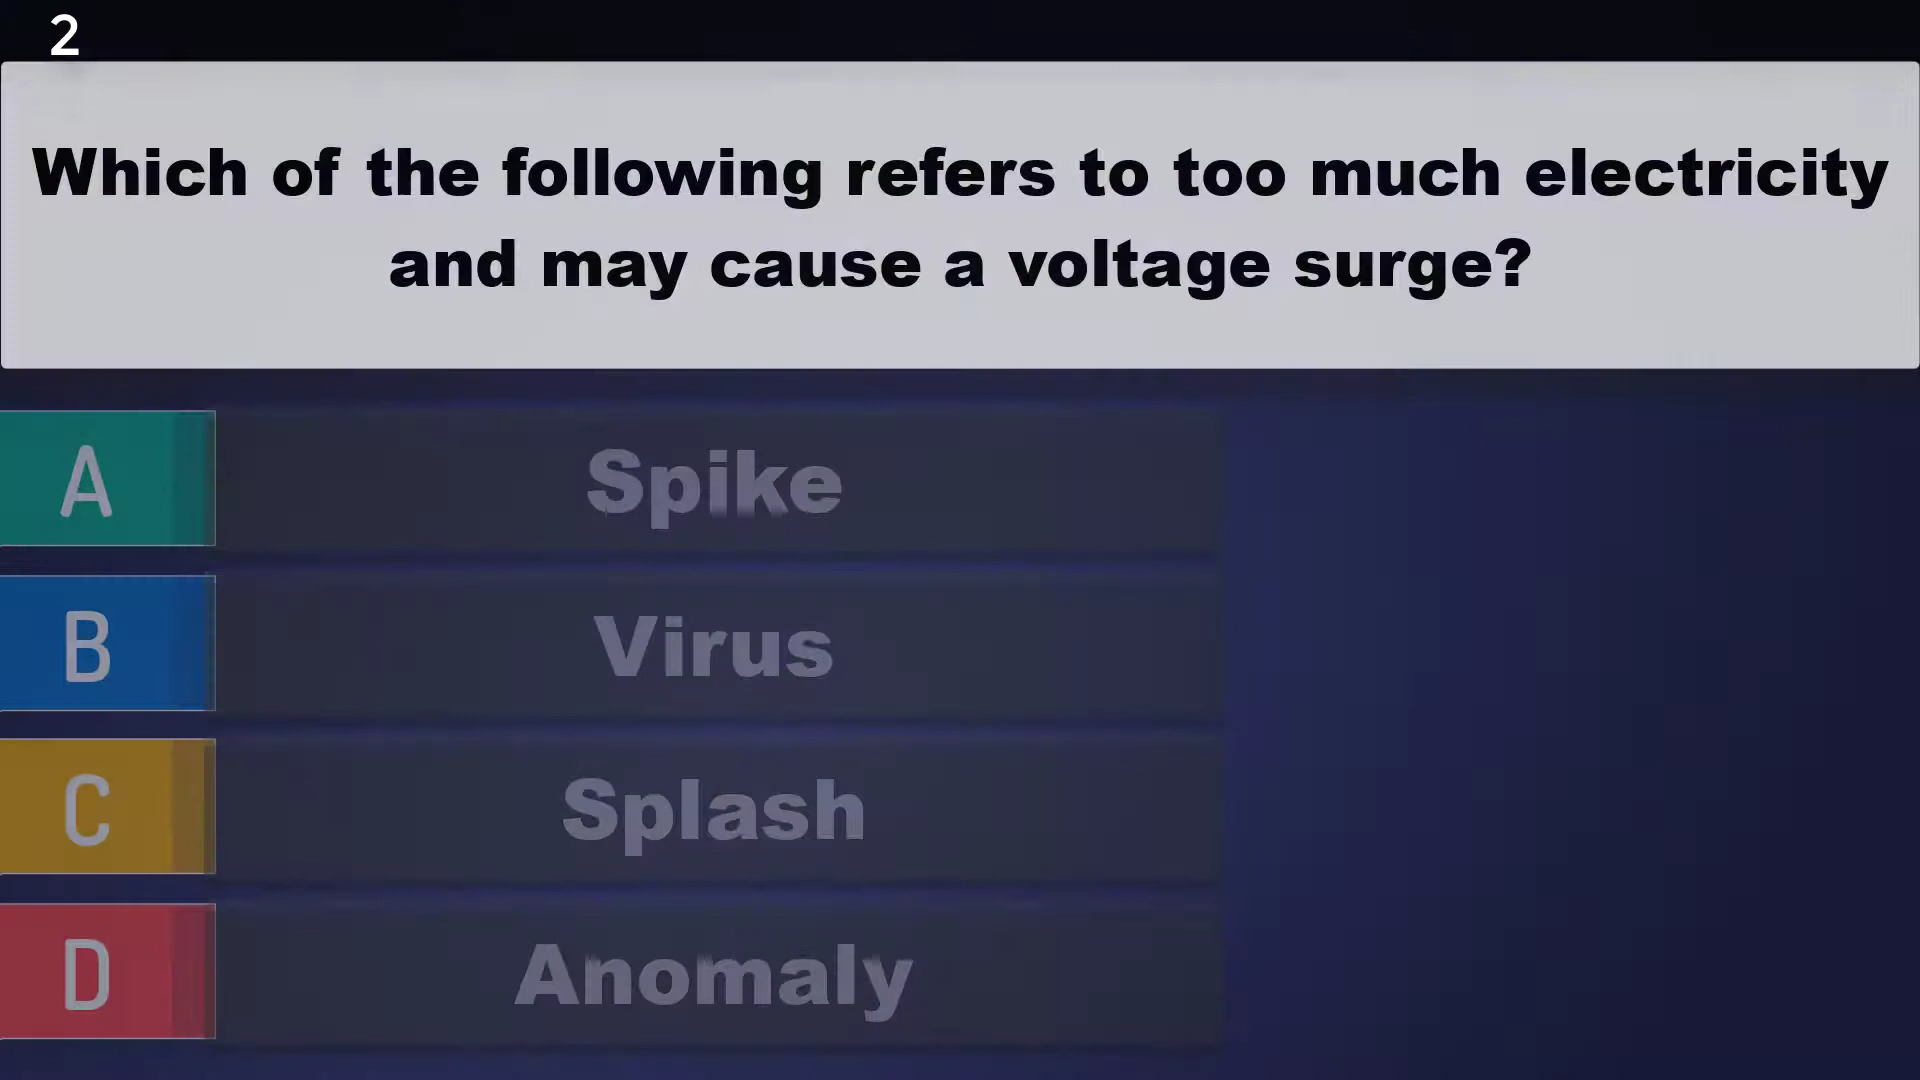 2
Which of the following refers to too much electricity
and may cause a voltage surge?
A Spike
B Virus
C Splash
D Anomaly